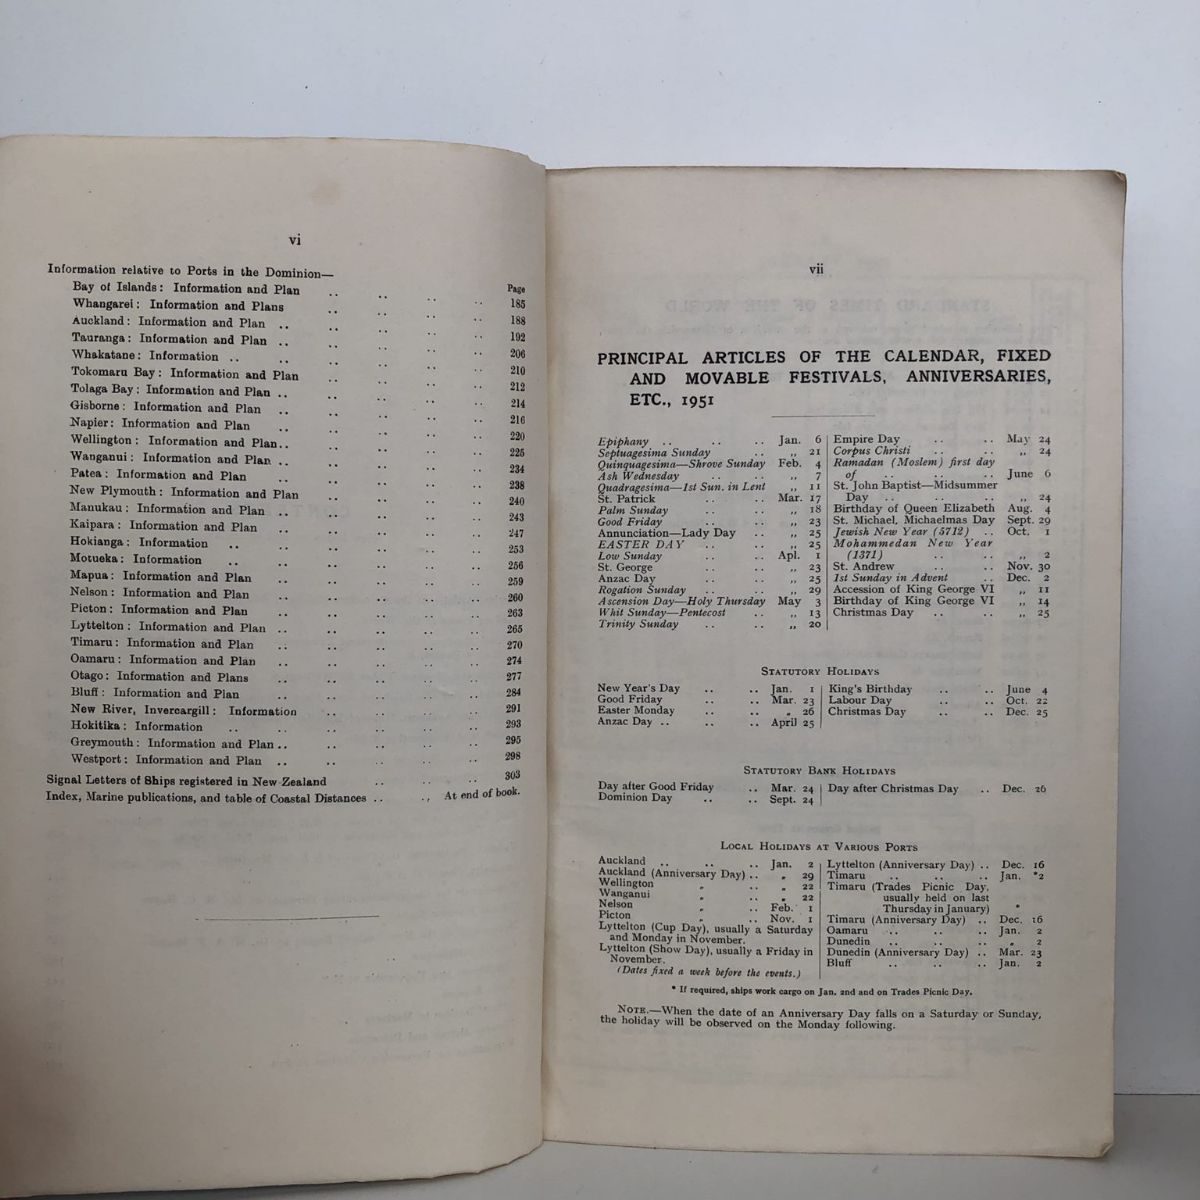 vi
Information relative to Ports in the Dominion—
Page
Bay of Islands: Information and Plan .. .. .. .. 185
Whangarei: Information and Plans .. .. .. .. 188
Auckland: Information and Plan .. .. .. .. .. 192
Tauranga: Information and Plan .. .. .. .. .. 206
Whakatane: Information .. .. .. .. .. .. 210
Tokomaru Bay: Information and Plan .. .. .. .. 212
Tolaga Bay: Information and Plan .. .. .. .. .. 214
Gisborne: Information and Plan .. .. .. .. .. 216
Napier: Information and Plan .. .. .. .. .. 220
Wellington: Information and Plan.. .. .. .. .. 225
Wanganui: Information and Plan .. .. .. .. .. 234
Patea: Information and Plan .. .. .. .. .. 238
New Plymouth: Information and Plan .. .. .. .. 240
Manukau: Information and Plan .. .. .. .. .. 243
Kaipara: Information and Plan .. .. .. .. .. 247
Hokianga: Information .. .. .. .. .. .. 253
Motueka: Information .. .. .. .. .. .. 256
Mapua: Information and Plan .. .. .. .. .. 259
Nelson: Information and Plan .. .. .. .. .. 260
Picton: Information and Plan .. .. .. .. .. 263
Lyttelton: Information and Plan .. .. .. .. .. 265
Timaru: Information and Plan .. .. .. .. .. 270
Oamaru: Information and Plan .. .. .. .. .. 274
Otago: Information and Plans .. .. .. .. .. 277
Bluff: Information and Plan .. .. .. .. .. 284
New River, Invercargill: Information .. .. .. .. 291
Hokitika: Information .. .. .. .. .. .. 293
Greymouth: Information and Plan.. .. .. .. .. 295
Westport: Information and Plan .. .. .. .. .. 298
Signal Letters of Ships registered in New Zealand .. .. .. 303
Index, Marine publications, and table of Coastal Distances .. .. At end of book.
vii
PRINCIPAL ARTICLES OF THE CALENDAR, FIXED
AND MOVABLE FESTIVALS, ANNIVERSARIES,
ETC., 1951
Epiphany .. .. .. Jan. 6
Septuagesima Sunday .. „ 21
Quinquagesima—Shrove Sunday Feb. 4
Ash Wednesday .. .. „ 7
Quadragesima—1st Sun. in Lent „ 11
St. Patrick .. .. Mar. 17
Palm Sunday .. .. „ 18
Good Friday .. .. „ 23
Annunciation—Lady Day .. „ 25
EASTER DAY .. .. „ 25
Low Sunday .. .. Apl. 1
St. George .. .. 23
Anzac Day .. .. „ 25
Rogation Sunday .. .. „ 29
Ascension Day—Holy Thursday May 3
Whit Sunday—Pentecost .. „ 13
Trinity Sunday .. .. „ 20
Empire Day .. .. May 24
Corpus Christi .. .. „ 24
Ramadan (Moslem) first day
of .. .. .. June 6
St. John Baptist—Midsummer
Day .. .. .. „ 24
Birthday of Queen Elizabeth Aug. 4
St. Michael, Michaelmas Day Sept. 29
Jewish New Year (5712) .. Oct. 1
Mohammedan New Year
(1371) .. .. „ 2
St. Andrew .. .. Nov. 30
1st Sunday in Advent .. Dec. 2
Accession of King George VI „ 11
Birthday of King George VI „ 14
Christmas Day .. .. „ 25
STATUTORY HOLIDAYS
New Year's Day .. .. Jan. 1
Good Friday .. .. Mar. 23
Easter Monday .. .. „ 26
Anzac Day .. .. .. April 25
King's Birthday .. .. June 4
Labour Day .. .. Oct. 22
Christmas Day .. .. Dec. 25
STATUTORY BANK HOLIDAYS
Day after Good Friday .. Mar. 24
Dominion Day .. .. Sept. 24
Day after Christmas Day .. Dec. 26
LOCAL HOLIDAYS AT VARIOUS PORTS
Auckland .. .. .. Jan. 2
Auckland (Anniversary Day) .. „ 29
Wellington „ .. „ 22
Wanganui „ .. „ 22
Nelson „ .. Feb. 1
Picton „ .. Nov. 1
Lyttelton (Cup Day), usually a Saturday
and Monday in November.
Lyttelton (Show Day), usually a Friday in
November.
(Dates fixed a week before the events.)
Lyttelton (Anniversary Day) .. Dec. 16
Timaru .. .. .. Jan. *2
Timaru (Trades Picnic Day,
usually held on last
Thursday in January) *
Timaru (Anniversary Day) .. Dec. 16
Oamaru .. .. .. Jan. 2
Dunedin .. .. .. „ 2
Dunedin (Anniversary Day) .. Mar. 23
Bluff .. .. .. Jan. 2
* If required, ships work cargo on Jan. 2nd and on Trades Picnic Day.
NOTE.—When the date of an Anniversary Day falls on a Saturday or Sunday,
the holiday will be observed on the Monday following.